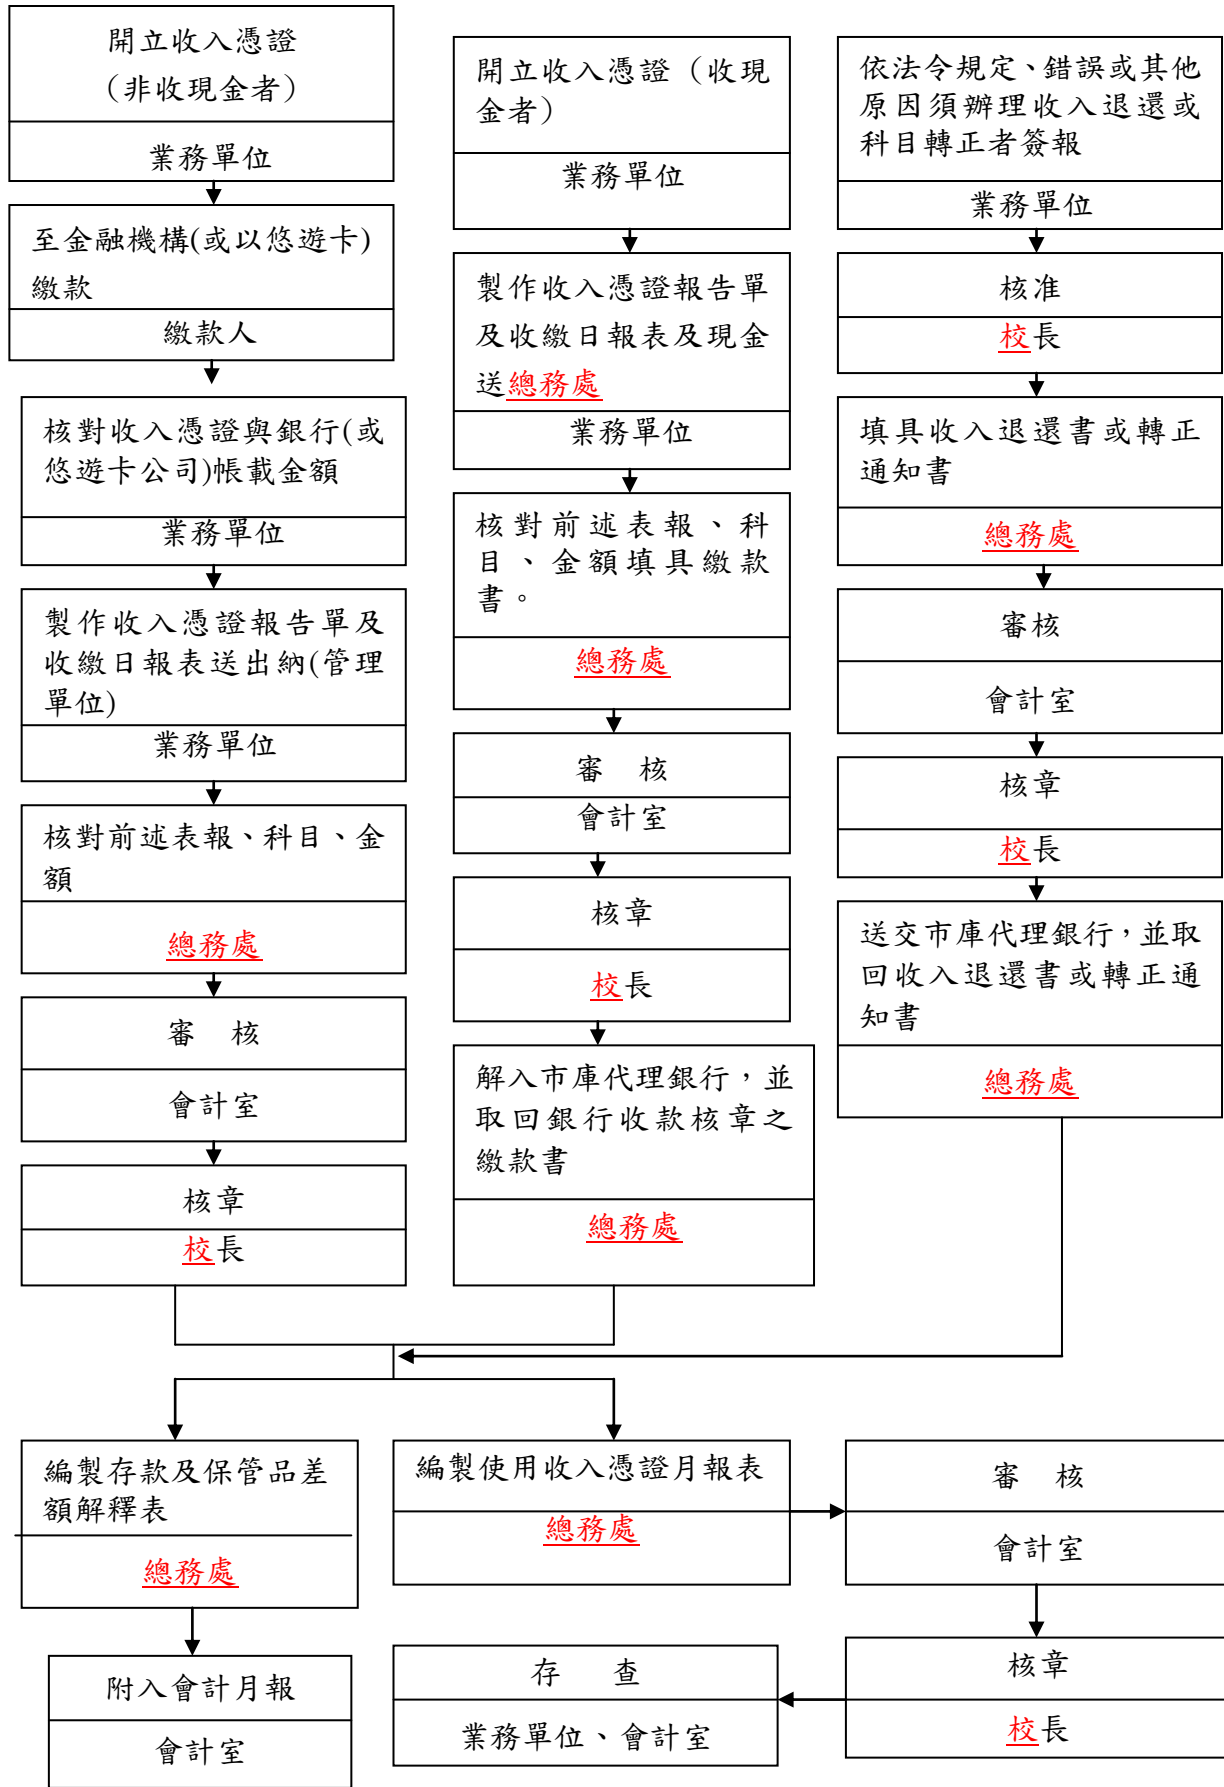 開立收入憑證
（非收現金者）
業務單位
至金融機構(或以悠遊卡)
繳款
繳款人
核對收入憑證與銀行(或
悠遊卡公司)帳載金額
業務單位
製作收入憑證報告單及
收繳日報表送出納(管理
單位)
業務單位
核對前述表報、科目、金
額
總務處
審　核
會計室
核章
校長
開立收入憑證（收現
金者）
業務單位
製作收入憑證報告單
及收繳日報表及現金
送總務處
業務單位
核對前述表報、科
目、金額填具繳款
書。
總務處
審　核
會計室
核章
校長
解入市庫代理銀行，並
取回銀行收款核章之
繳款書
總務處
依法令規定、錯誤或其他
原因須辦理收入退還或
科目轉正者簽報
業務單位
核准
校長
填具收入退還書或轉正
通知書
總務處
審核
會計室
核章
校長
送交市庫代理銀行，並取
回收入退還書或轉正通
知書
總務處
編製存款及保管品差
額解釋表
總務處
附入會計月報
會計室
編製使用收入憑證月報表
總務處
審　核
會計室
核章
校長
存　查
業務單位、會計室